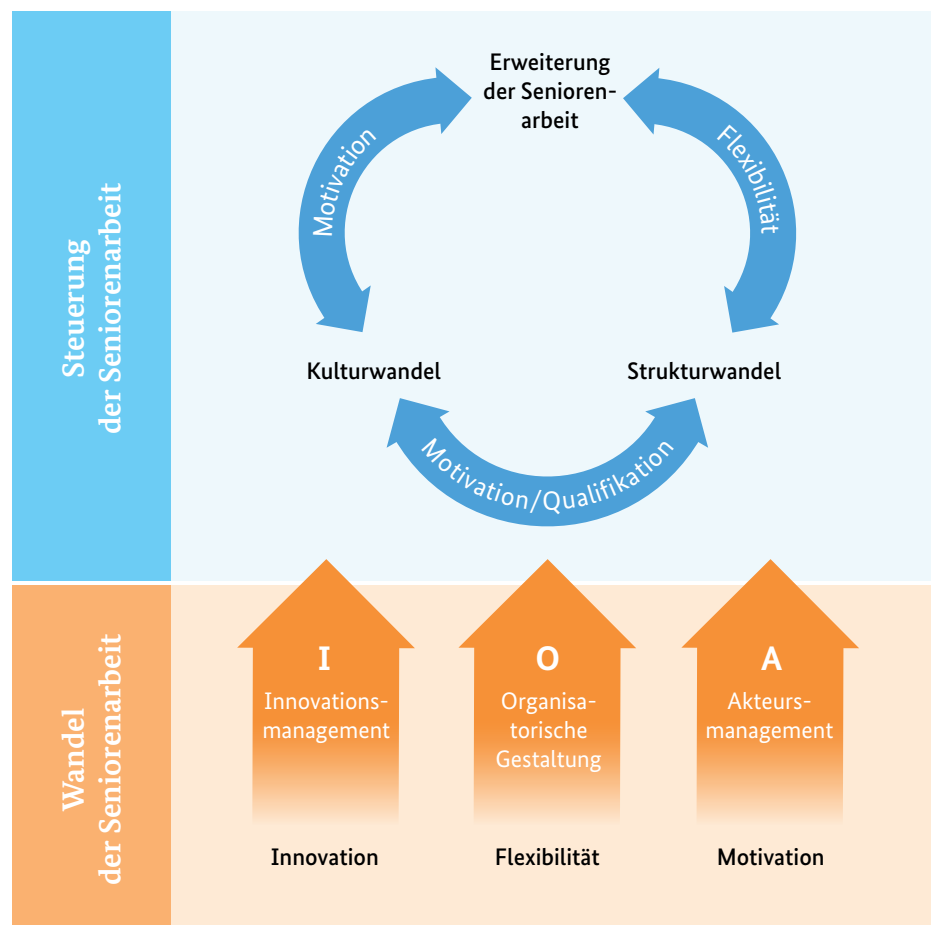 Steuerung
der Seniorenarbeit
Erweiterung
der Senioren-
arbeit
Motivation
Flexibilität
Kulturwandel
Strukturwandel
Motivation/Qualifikation
Wandel
der Seniorenarbeit
I
Innovations-
management
O
Organisa-
torische
Gestaltung
A
Akteurs-
management
Innovation
Flexibilität
Motivation